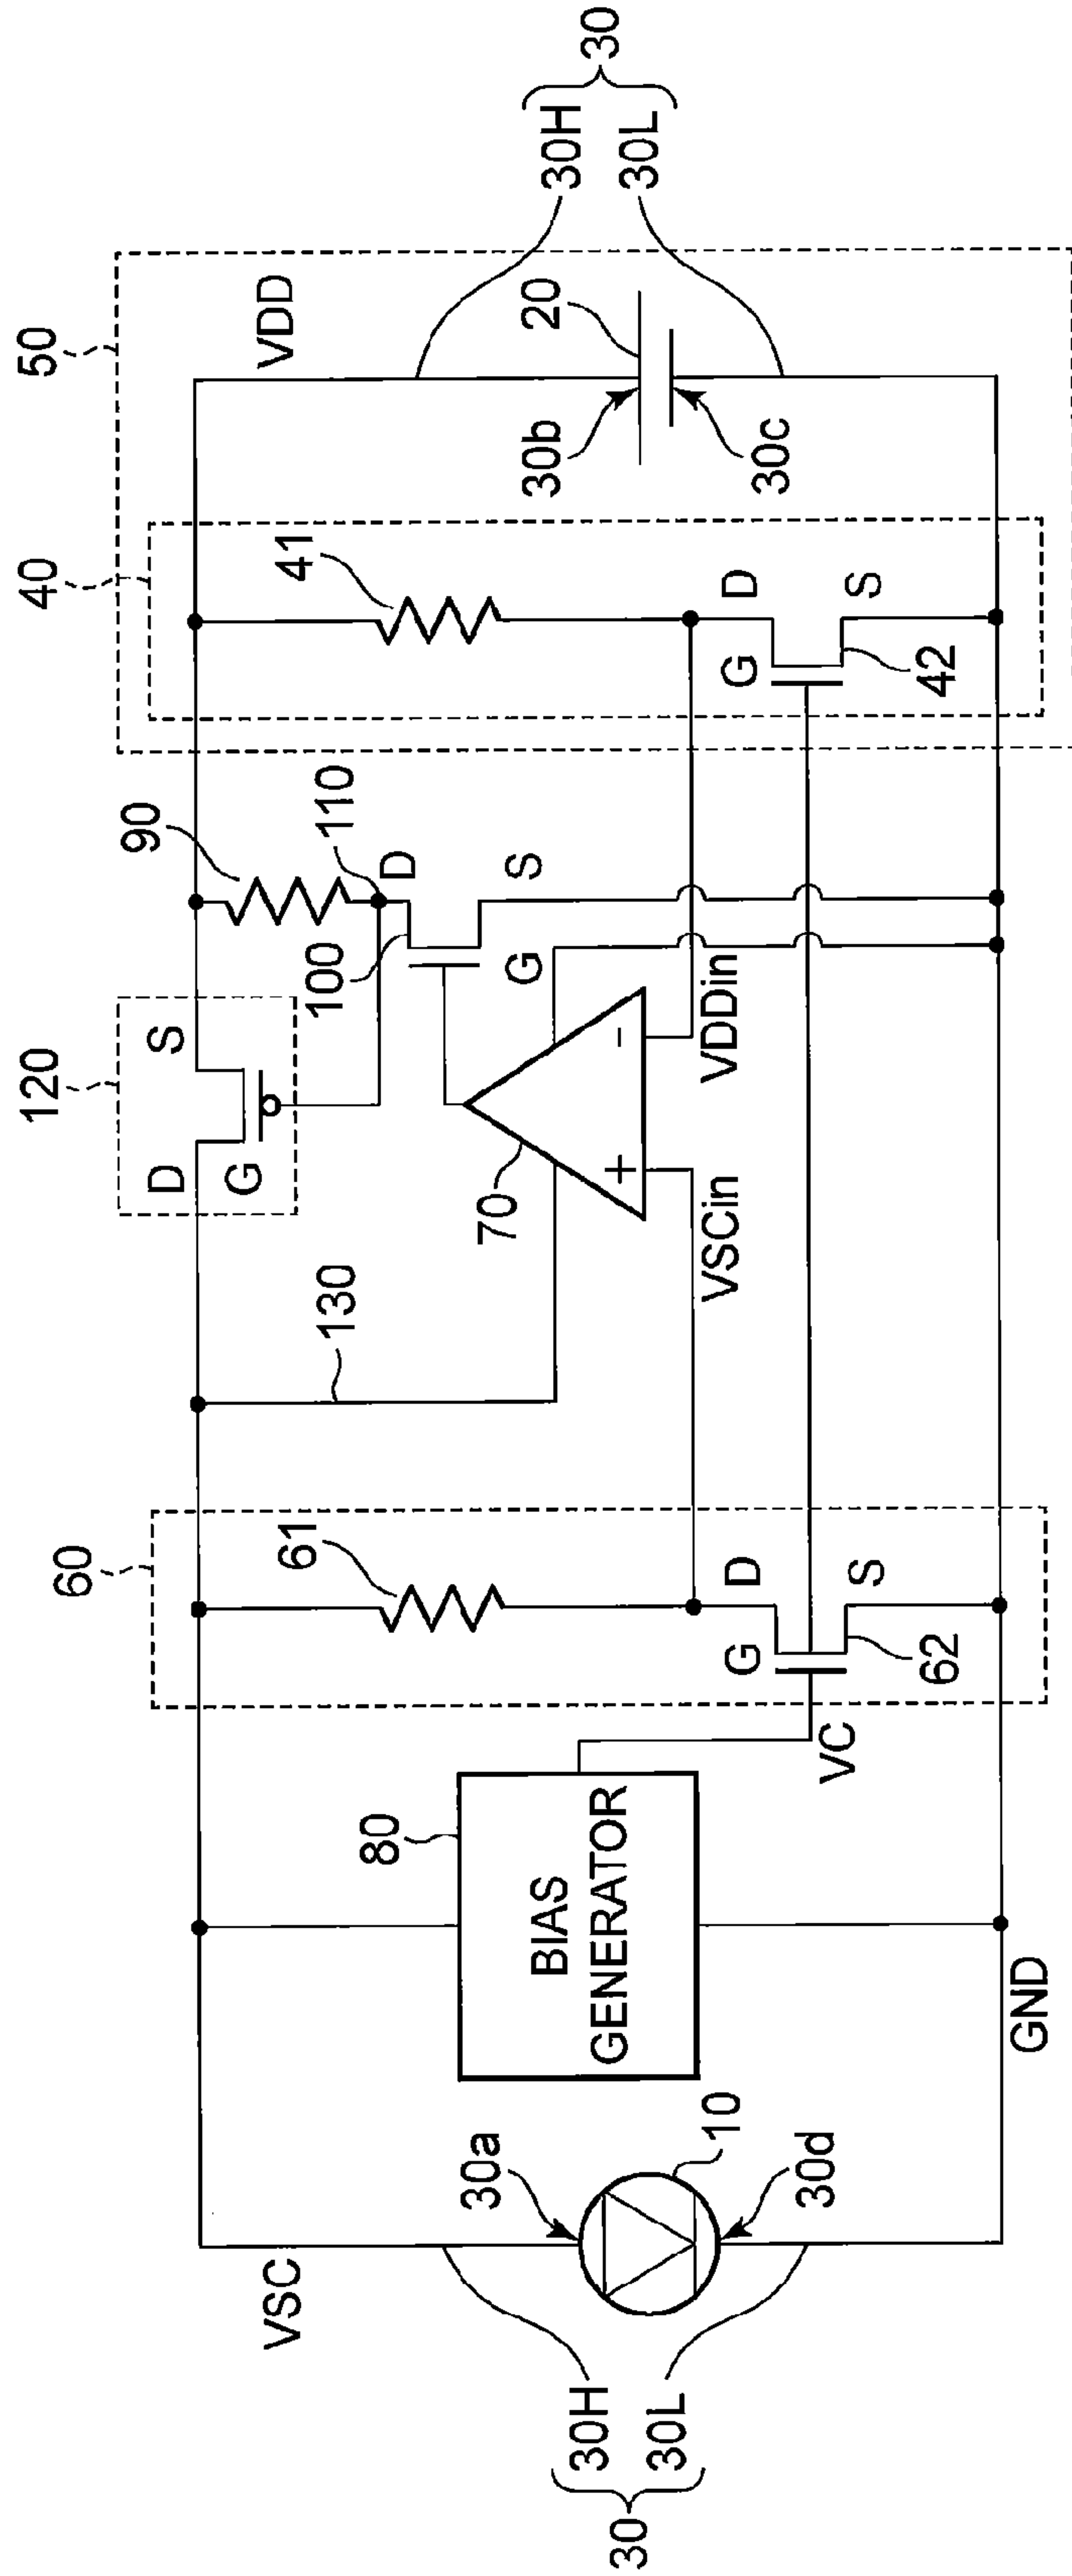 50
40
120
90
60
VDD
30H
30L
30
20
30b
30c
41
D
G
S
42
110
D
S
G
100
S
D
G
70
+
-
VDDin
VSCin
130
61
D
G
S
62
VC
80
BIAS
GENERATOR
GND
VSC
30a
10
30d
30H
30L
30